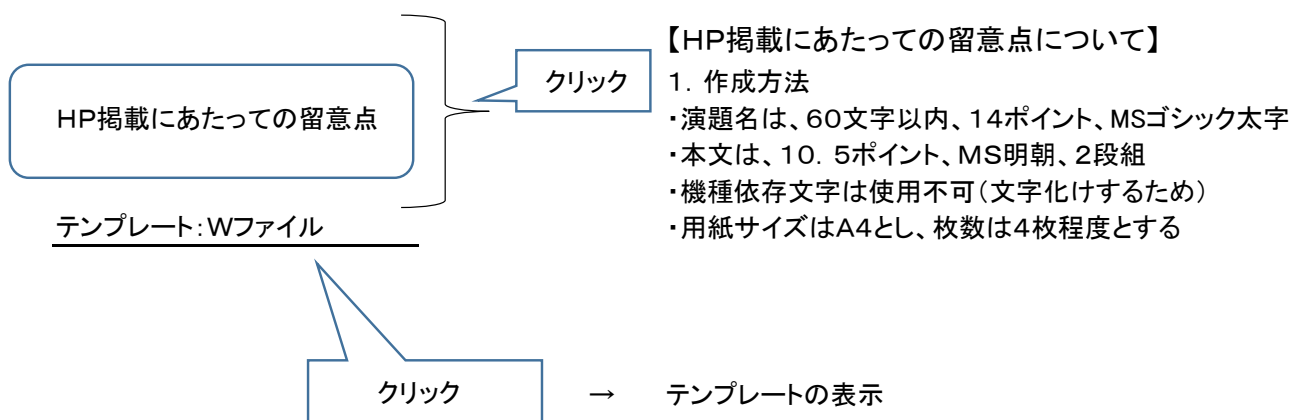 HP掲載にあたっての留意点
テンプレート：Wファイル
クリック
【HP掲載にあたっての留意点について】
1．作成方法
・演題名は、60文字以内、14ポイント、MSゴシック太字
・本文は、10．5ポイント、MS明朝、2段組
・機種依存文字は使用不可（文字化けするため）
・用紙サイズはA4とし、枚数は4枚程度とする
クリック → テンプレートの表示